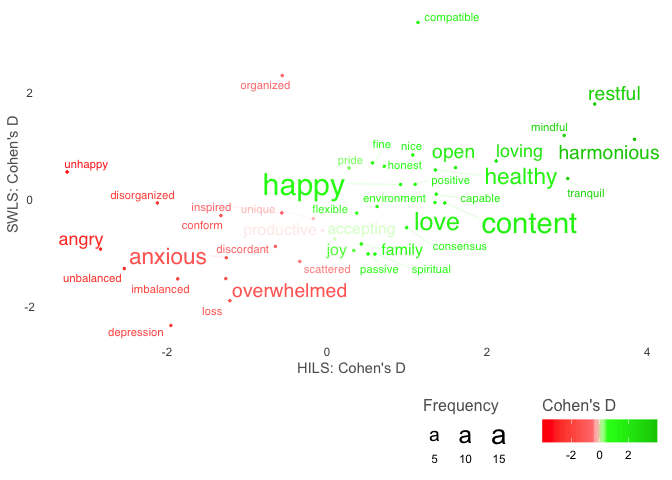 compatible
organized
2
restful
mindful
fine
nice
open
loving
harmonious
pride
honest
unhappy
happy
positive
healthy
tranquil
SWLS: Cohen's D
0
disorganized
environment
capable
inspired
unique
flexible
love
content
conform
productive
accepting
angry
anxious
discordant
joy
family
consensus
unbalanced
scattered
passive
spiritual
imbalanced
overwhelmed
-2
loss
depression
-2 0 2 4
HILS: Cohen's D
Frequency
a a a
5 10 15
Cohen's D
-2 0 2